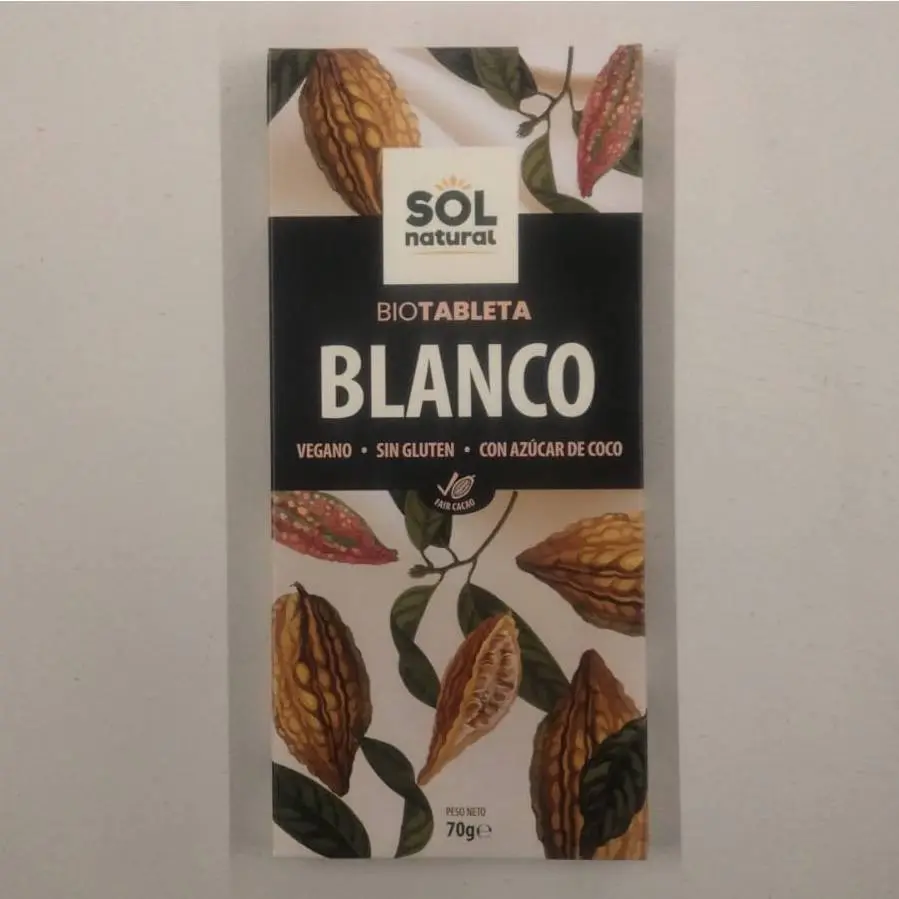 SOL
natural
BIOTABLETA
BLANCO
VEGANO • SIN GLUTEN • CON AZÚCAR DE COCO
FAIR CACAO
PESO NETO
70g℮